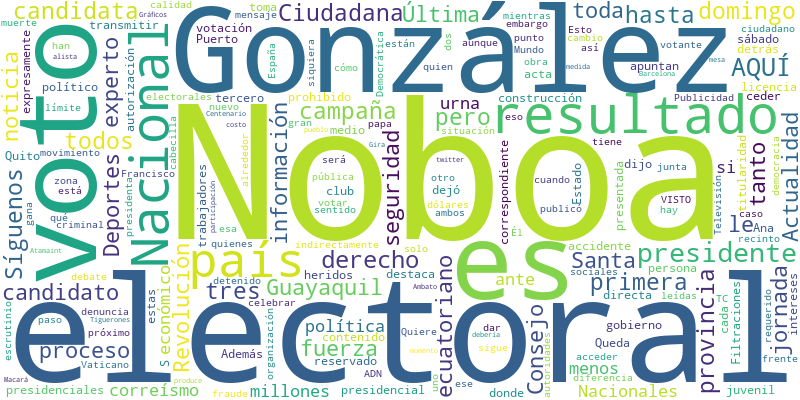 candidata
transmitir
Gráficos
muerte
han
alista
expresamente
noticia
límite
político
voto
Nacional
autorización
calidad
toma
mensaje
votación
Puerto
embargo
España
siquiera
cómo
Ciudadana
Última
mientras
aunque
quien
están
Democrática
González
dos
punto
Mundo
obra
acta
toda
hasta
Esto
cambio
así
apuntan
votante
domingo
ciudadano
sábado
detrás
mesa
medida
Barcelona
AQUÍ
licencia
Publicidad
ceder
construcción
electorales
tercero
nuevo
Centenario
costo
prohibido
gran
pueblo
campaña
medio
papa
Gira
situación
urna
pero
eso
resultado
Noboa
Síguenos
todos
experto
Deportes
Quito
movimiento
zona
está
Francisco
qué
criminal
gana
presidenta
cabecilla
trabajadores
participación
alrededor
información
será
pública
votar
sentido
club
twitter
dólares
ambos
otro
dejó
seguridad
correspondiente
cuando
publicó
Estado
tiene
dijo
junta
hay
presentada
si
le
VISTO
Televisión
titularidad
democracia
tanto
caso
Ana
recinto
Actualidad
Atamaint
debate
denuncia
estas
próximo
Revolución
esa
quienes
país
indirectamente
solo
derecho
Él
es
accidente
sociales
persona
presidente
jornada
candidato
económico
detenido
tres
Guayaquil
heridos
destaca
ante
Santa
primera
directa
leídas
TC
cada
provincia
Filtraciones
requerido
intereses
electoral
escrutinio
paso
Tiguerones
Vaticano
proceso
S
celebrar
organización
Además
política
contenido
fuerza
reservado
Ambato
Quiere
dar
debería
sigue
ecuatoriano
autoridades
Consejo
Queda
gobierno
menos
acceder
diferencia
Nacionales
juvenil
frente
Macará
presidenciales
produce
correísmo
fraude
millones
ADN
presidencial
momento
uno
ese
donde